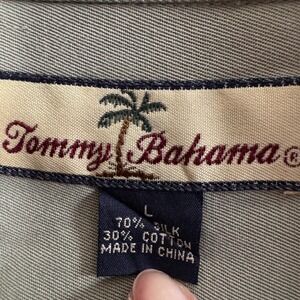 Tommy Bahama®
L
70% SILK
30% COTTON
MADE IN CHINA